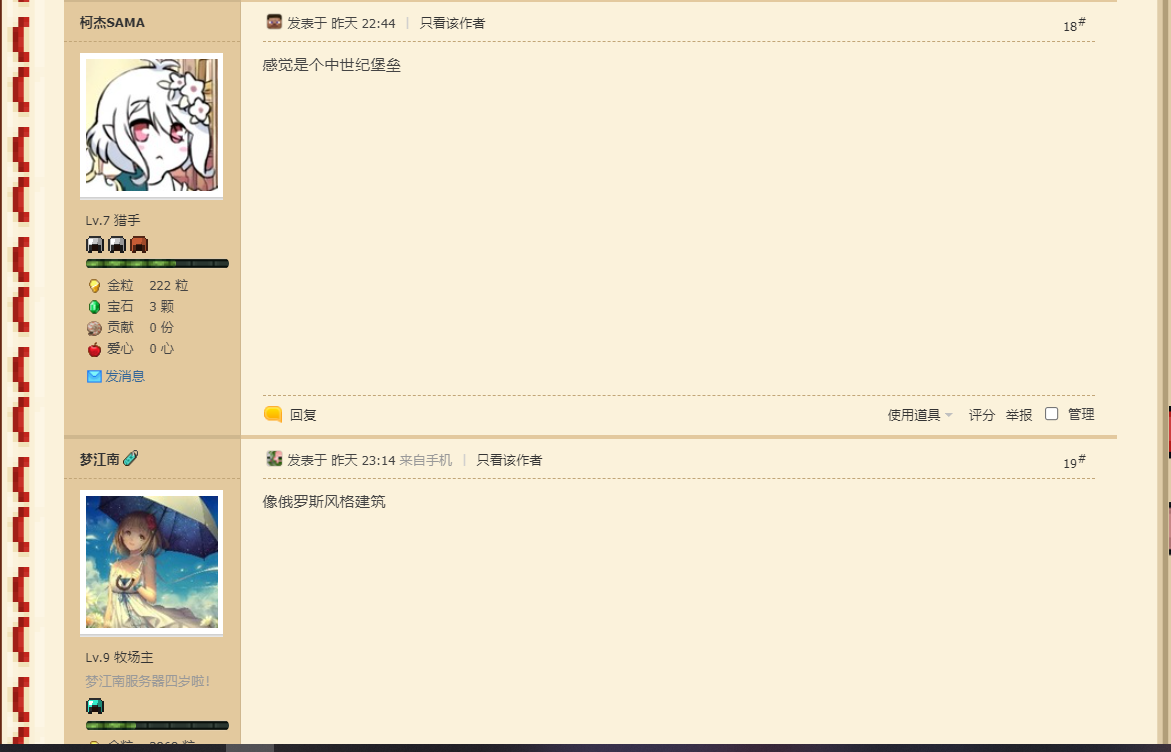 柯杰SAMA
发表于 昨天 22:44 | 只看该作者
18#
感觉是个中世纪堡垒
Lv.7 猎手
金粒 222 粒
宝石 3 颗
贡献 0 份
爱心 0 心
发消息
回复
使用道具 评分 举报 管理
梦江南
发表于 昨天 23:14 来自手机 | 只看该作者
19#
像俄罗斯风格建筑
Lv.9 牧场主
梦江南服务器四岁啦!